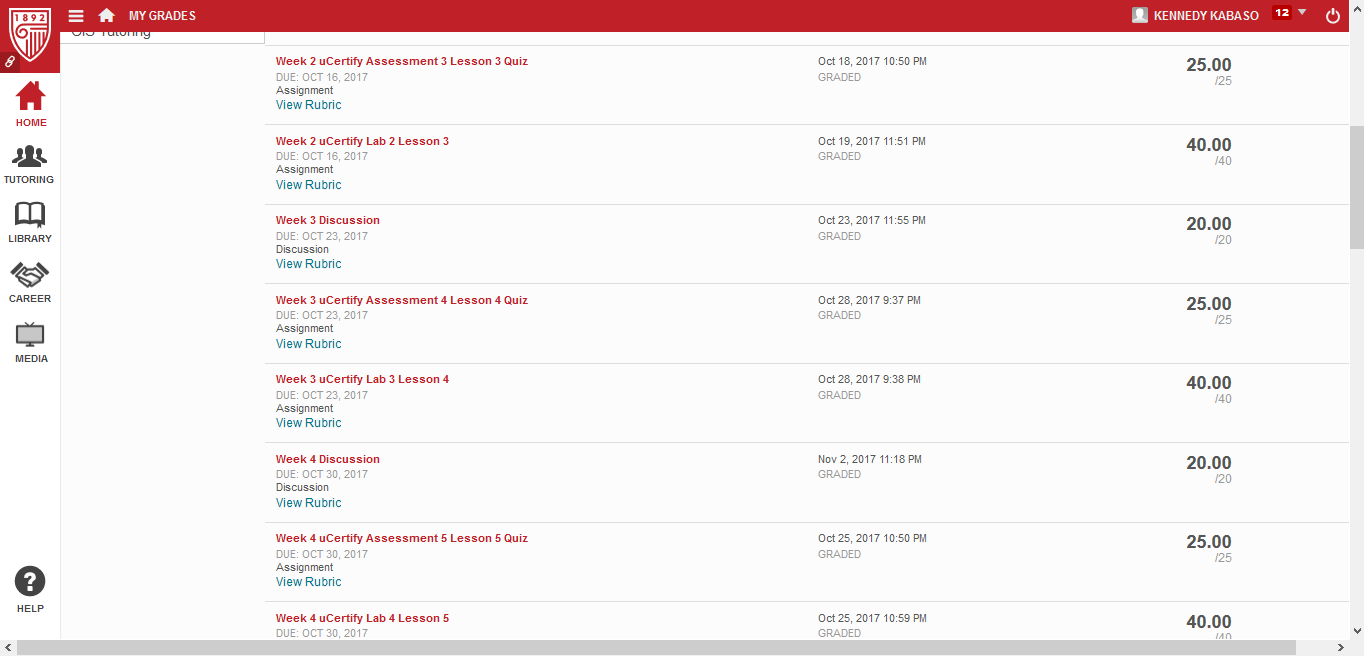 1892
MY GRADES
KENNEDY KABASO
12
CIS Tutoring
HOME
TUTORING
LIBRARY
CAREER
MEDIA
HELP
Week 2 uCertify Assessment 3 Lesson 3 Quiz Oct 18, 2017 10:50 PM 25.00
DUE: OCT 16, 2017 GRADED /25
Assignment
View Rubric
Week 2 uCertify Lab 2 Lesson 3 Oct 19, 2017 11:51 PM 40.00
DUE: OCT 16, 2017 GRADED /40
Assignment
View Rubric
Week 3 Discussion Oct 23, 2017 11:55 PM 20.00
DUE: OCT 23, 2017 GRADED /20
Discussion
View Rubric
Week 3 uCertify Assessment 4 Lesson 4 Quiz Oct 28, 2017 9:37 PM 25.00
DUE: OCT 23, 2017 GRADED /25
Assignment
View Rubric
Week 3 uCertify Lab 3 Lesson 4 Oct 28, 2017 9:38 PM 40.00
DUE: OCT 23, 2017 GRADED /40
Assignment
View Rubric
Week 4 Discussion Nov 2, 2017 11:18 PM 20.00
DUE: OCT 30, 2017 GRADED /20
Discussion
View Rubric
Week 4 uCertify Assessment 5 Lesson 5 Quiz Oct 25, 2017 10:50 PM 25.00
DUE: OCT 30, 2017 GRADED /25
Assignment
View Rubric
Week 4 uCertify Lab 4 Lesson 5 Oct 25, 2017 10:59 PM 40.00
DUE: OCT 30, 2017 GRADED /40